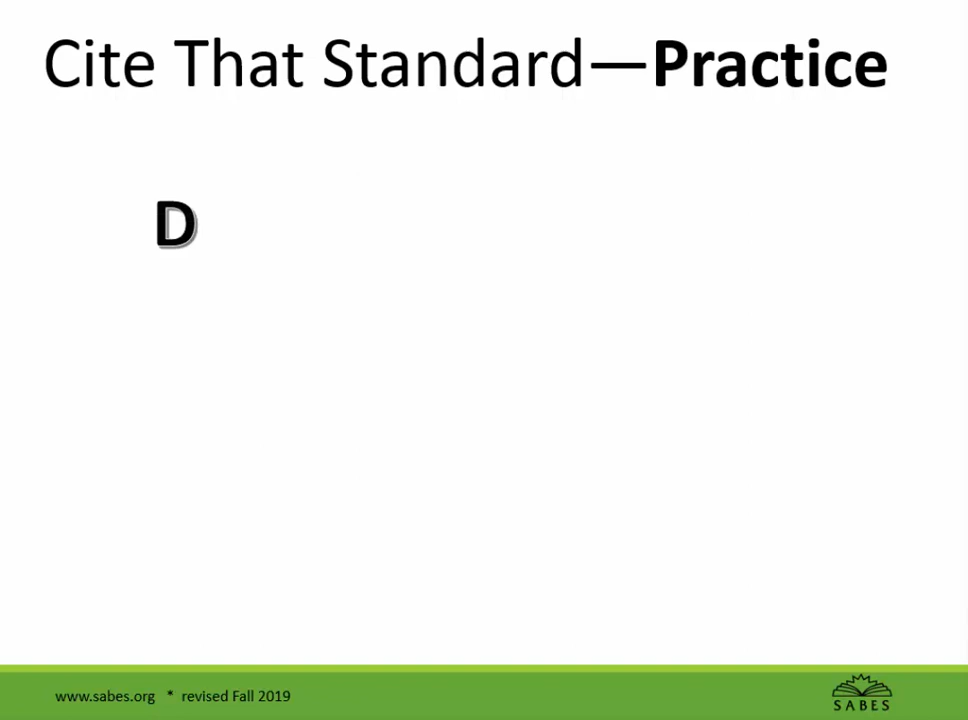 Cite That Standard—Practice
D
www.sabes.org * revised Fall 2019
SABES